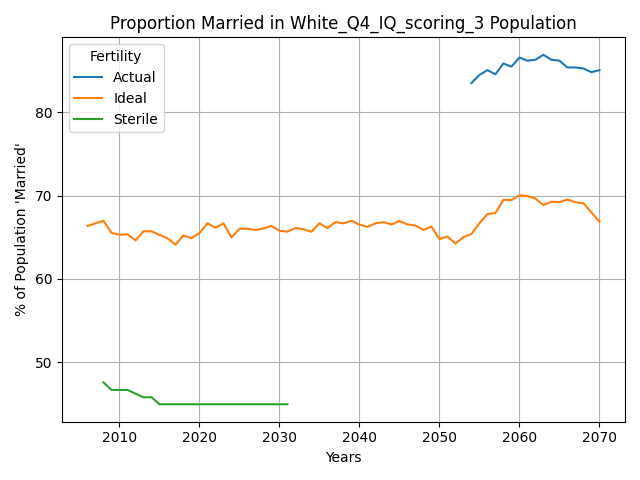 Proportion Married in White_Q4_IQ_scoring_3 Population
Fertility
Actual
Ideal
Sterile
% of Population 'Married'
80
70
60
50
2010
2020
2030
2040
2050
2060
2070
Years